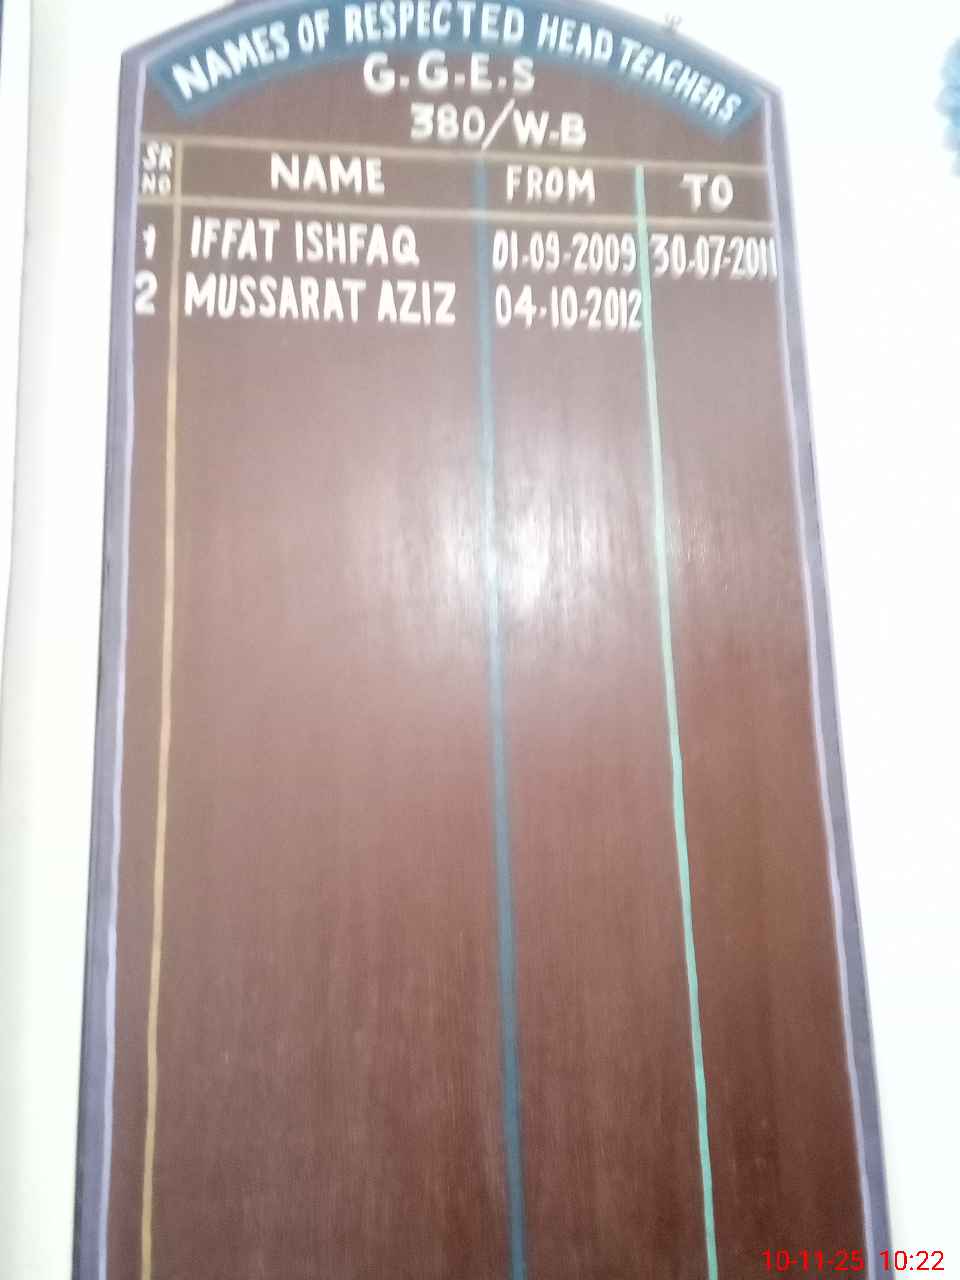 NAMES OF RESPECTED HEAD TEACHERS
G.G.E.S
380/W-B
SR NO NAME FROM TO
1 IFFAT ISHFAQ 01-09-2009 30-07-2011
2 MUSSARAT AZIZ 04-10-2012
10-11-25 10:22